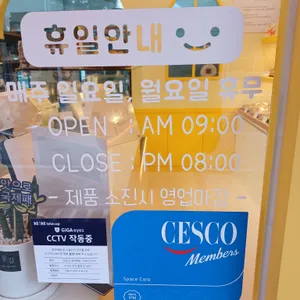 휴일안내
매주 일요일, 월요일 휴무
- OPEN : AM 09:00 -
- CLOSE : PM 08:00 -
- 제품 소진시 영업마감 -
GiGAeyes
CCTV 작동중
CESCO
Members
Space Care